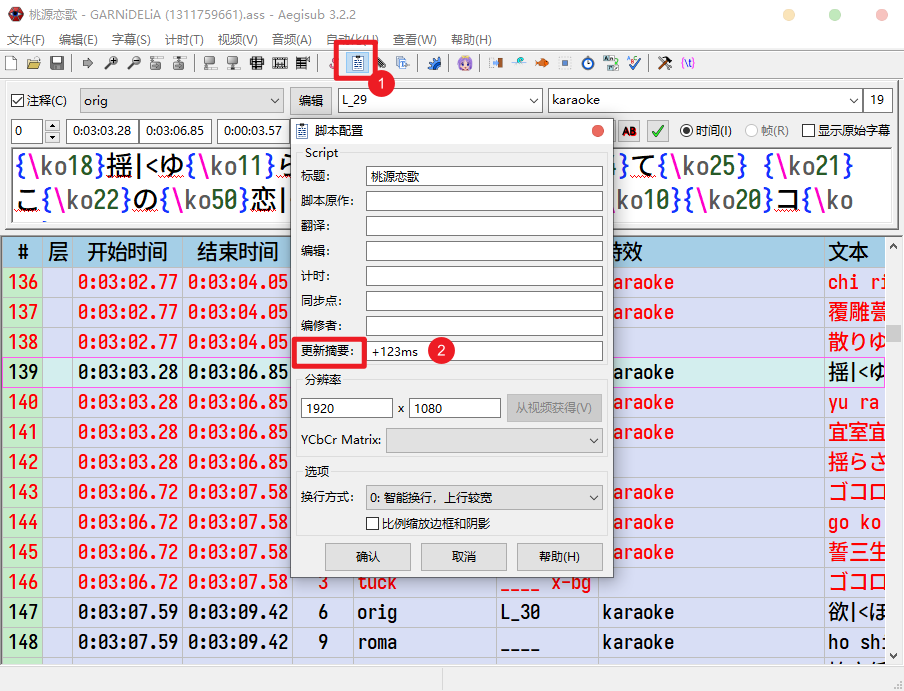 桃源恋歌 - GARNiDELiA (1311759661).ass - Aegisub 3.2.2
文件(F) 编辑(E) 字幕(S) 计时(T) 视频(V) 音频(A) 自动化(U) 查看(W) 帮助(H)
1
注释(C) orig 编辑 L_29 karaoke 19
0 0:03:03.28 0:03:06.85 0:00:03.57 AB 时间(I) 帧(R) 显示原始字幕
{\ko18}揺|<ゆ{\ko11}ら }て{\ko25} {\ko21}
こ{\ko22}の{\ko50}恋| \ko10}{\ko20}コ{\ko
脚本配置
Script
标题: 桃源恋歌
脚本原作:
翻译:
编辑:
计时:
同步点:
编修者:
更新摘要: +123ms 2
分辨率
1920 x 1080 从视频获得(V)
YCbCr Matrix:
选项
换行方式: 0: 智能换行，上行较宽
比例缩放边框和阴影
确认 取消 帮助(H)
# 层 开始时间 结束时间 特效 文本
136 0:03:02.77 0:03:04.05 araoke chi ri
137 0:03:02.77 0:03:04.05 araoke 覆雕甍
138 0:03:02.77 0:03:04.05 散りゆ
139 0:03:03.28 0:03:06.85 araoke 揺|<ゆ
140 0:03:03.28 0:03:06.85 araoke yu ra
141 0:03:03.28 0:03:06.85 araoke 宜室宜
142 0:03:03.28 0:03:06.85 揺らさ
143 0:03:06.72 0:03:07.58 araoke ゴコロ
144 0:03:06.72 0:03:07.58 araoke go ko
145 0:03:06.72 0:03:07.58 araoke 誓三生
146 0:03:06.72 0:03:07.58 3 tuck ____ x-bg ゴコロ
147 0:03:07.59 0:03:09.42 6 orig L_30 karaoke 欲|<ほ
148 0:03:07.59 0:03:09.42 9 roma ____ karaoke ho shi